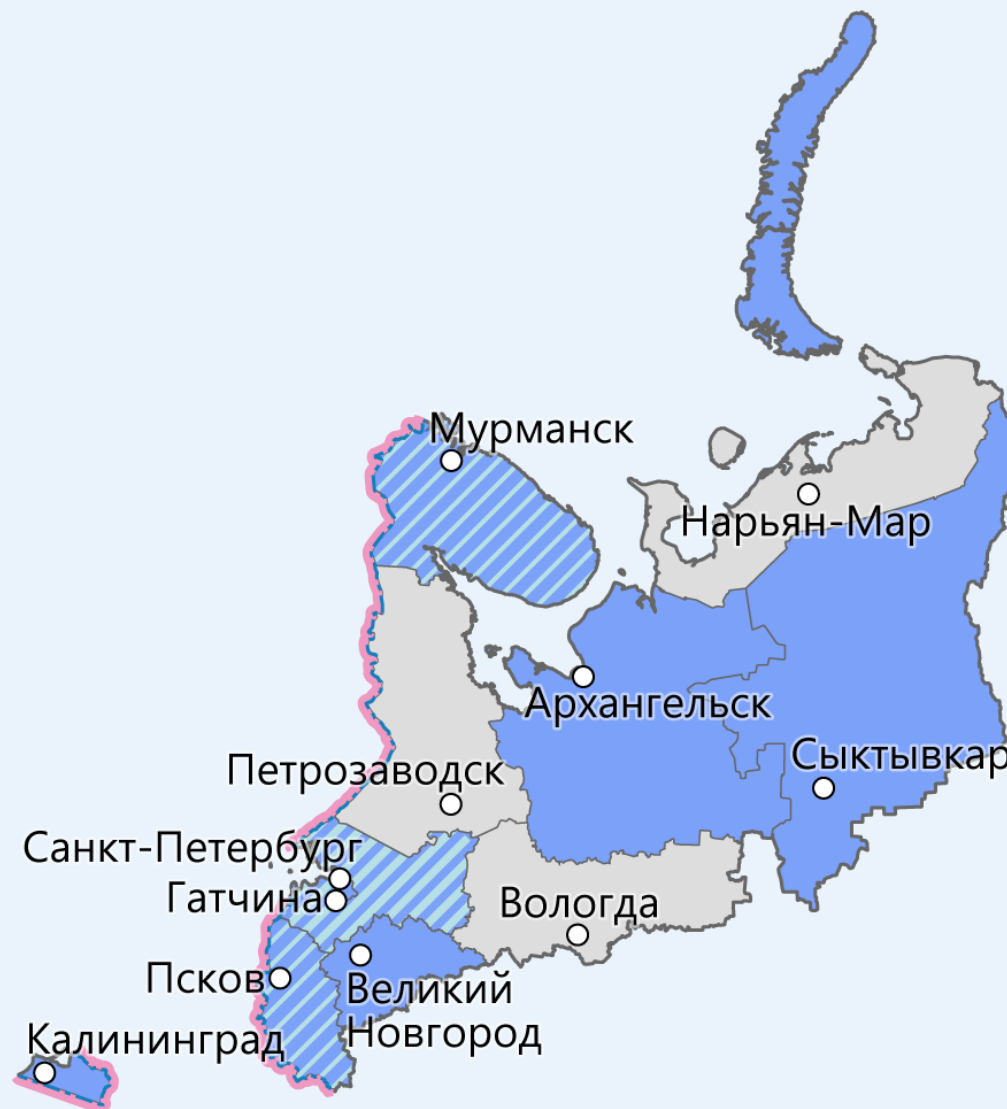 Мурманск
Нарьян-Мар
Архангельск
Сыктывкар
Петрозаводск
Санкт-Петербург
Гатчина
Вологда
Псков
Великий
Новгород
Калининград